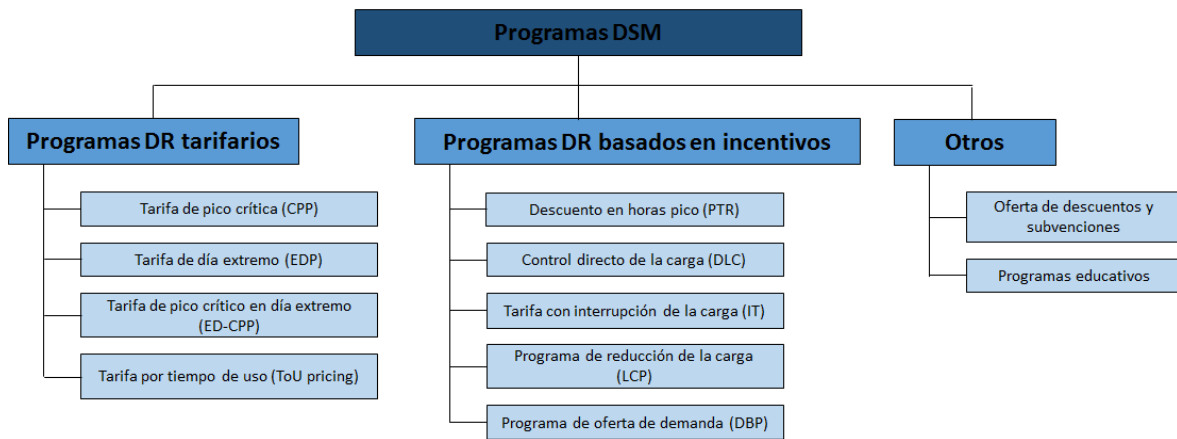 Programas DSM
Programas DR tarifarios
Programas DR basados en incentivos
Otros
Tarifa de pico crítica (CPP)
Tarifa de día extremo (EDP)
Tarifa de pico crítico en día extremo
(ED-CPP)
Tarifa por tiempo de uso (ToU pricing)
Descuento en horas pico (PTR)
Control directo de la carga (DLC)
Tarifa con interrupción de la carga (IT)
Programa de reducción de la carga
(LCP)
Programa de oferta de demanda (DBP)
Oferta de descuentos y
subvenciones
Programas educativos